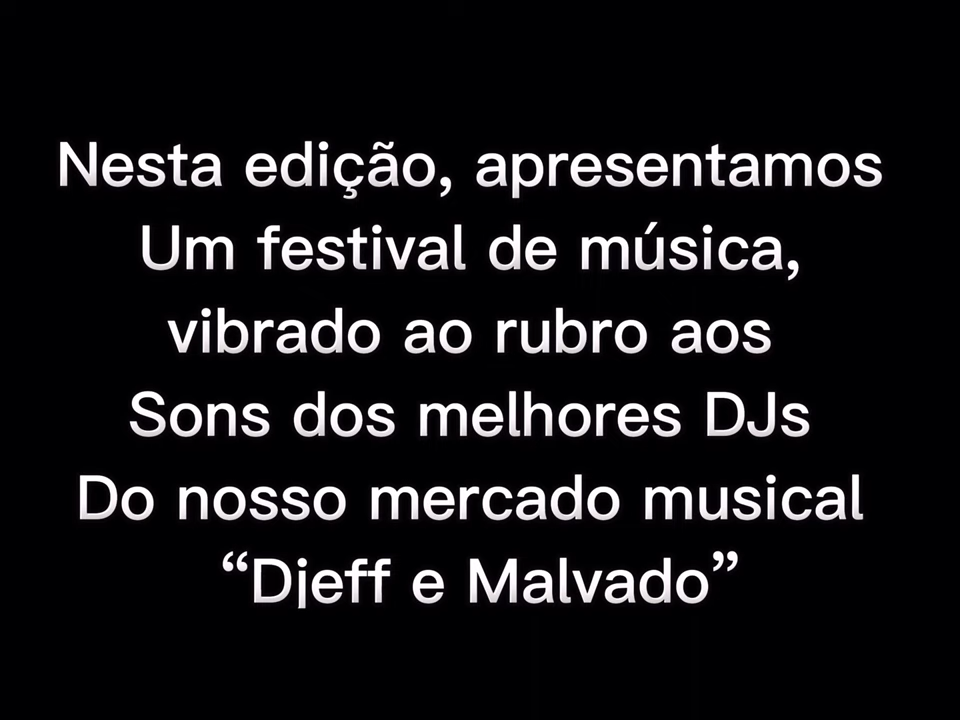 Nesta edição, apresentamos
Um festival de música,
vibrado ao rubro aos
Sons dos melhores DJs
Do nosso mercado musical
“Djeff e Malvado”